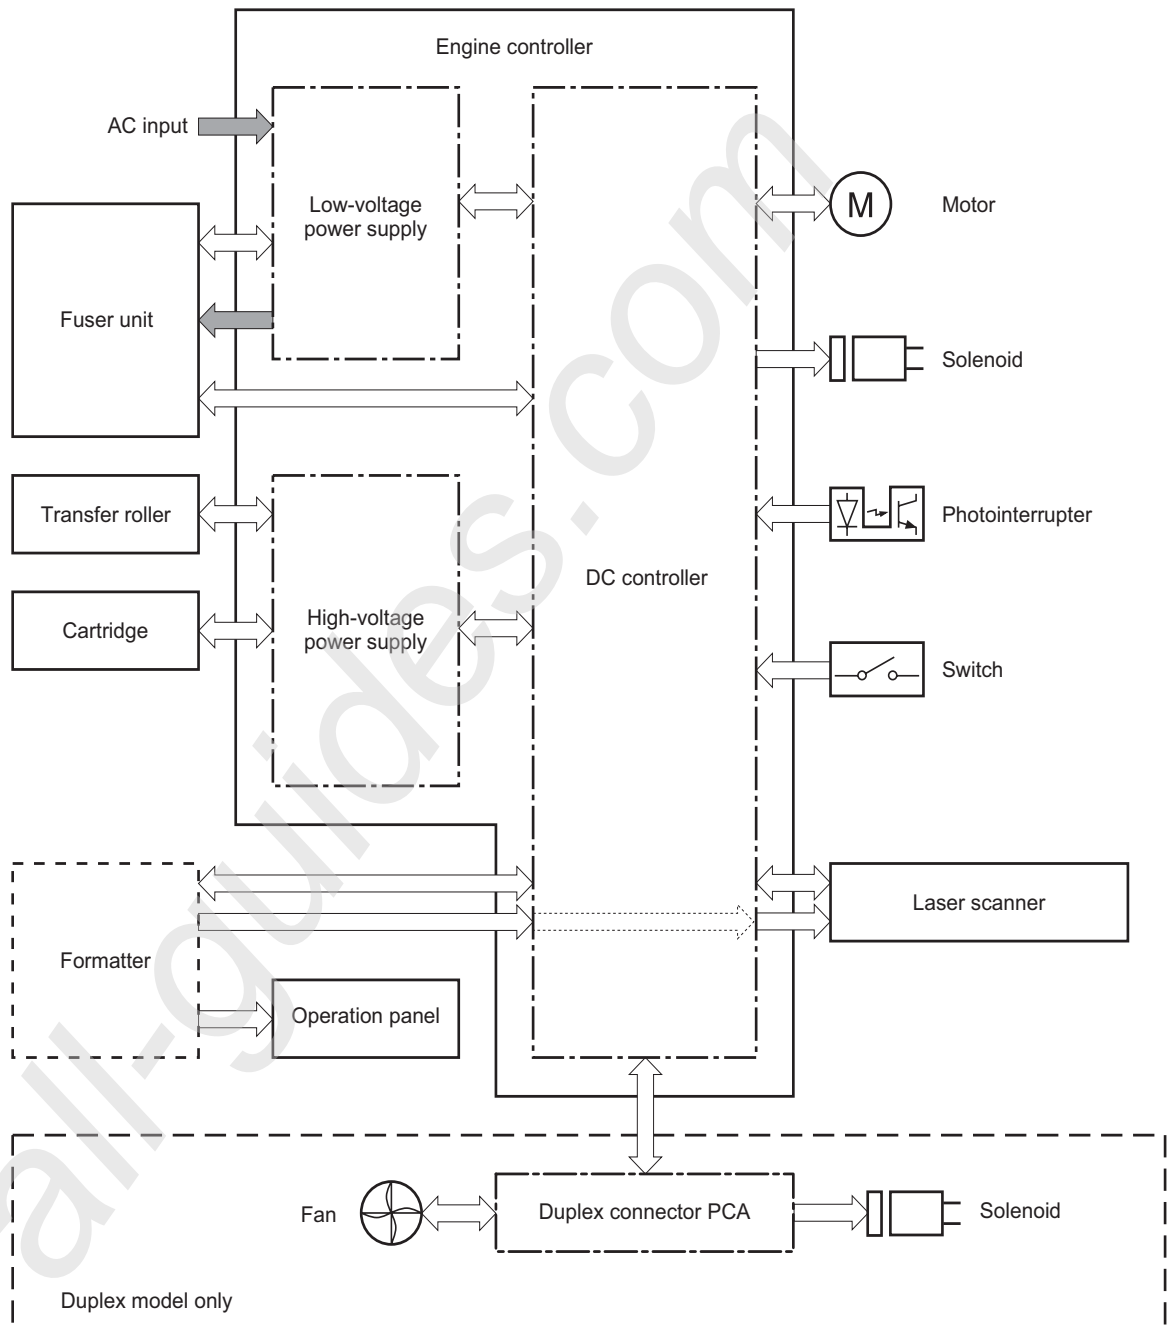 Engine controller
AC input
Low-voltage
power supply
M
Motor
Fuser unit
Solenoid
Transfer roller
Photointerrupter
DC controller
High-voltage
power supply
Cartridge
Switch
Laser scanner
Formatter
Operation panel
Fan
Duplex connector PCA
Solenoid
Duplex model only
all-guides.com